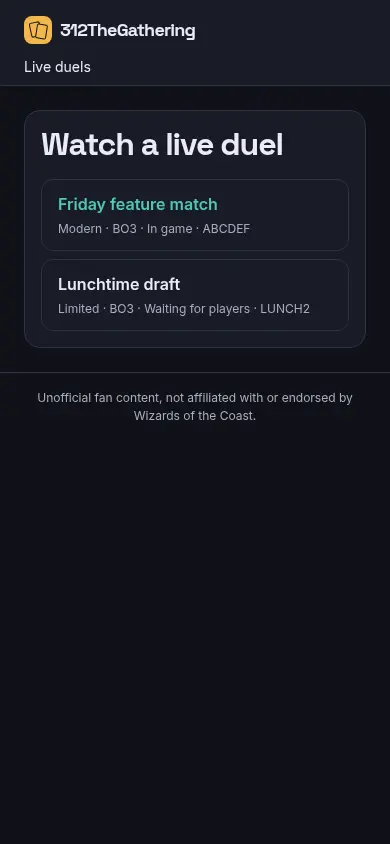 312TheGathering
Live duels
Watch a live duel
Friday feature match
Modern · BO3 · In game · ABCDEF
Lunchtime draft
Limited · BO3 · Waiting for players · LUNCH2
Unofficial fan content, not affiliated with or endorsed by
Wizards of the Coast.